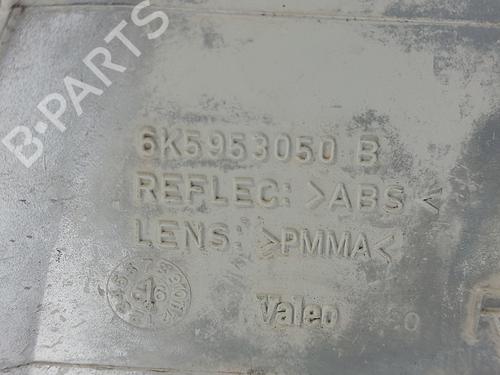 B-PARTS
6K5953050 B
REFLEC: >ABS<
LENS: >PMMA<
Valeo